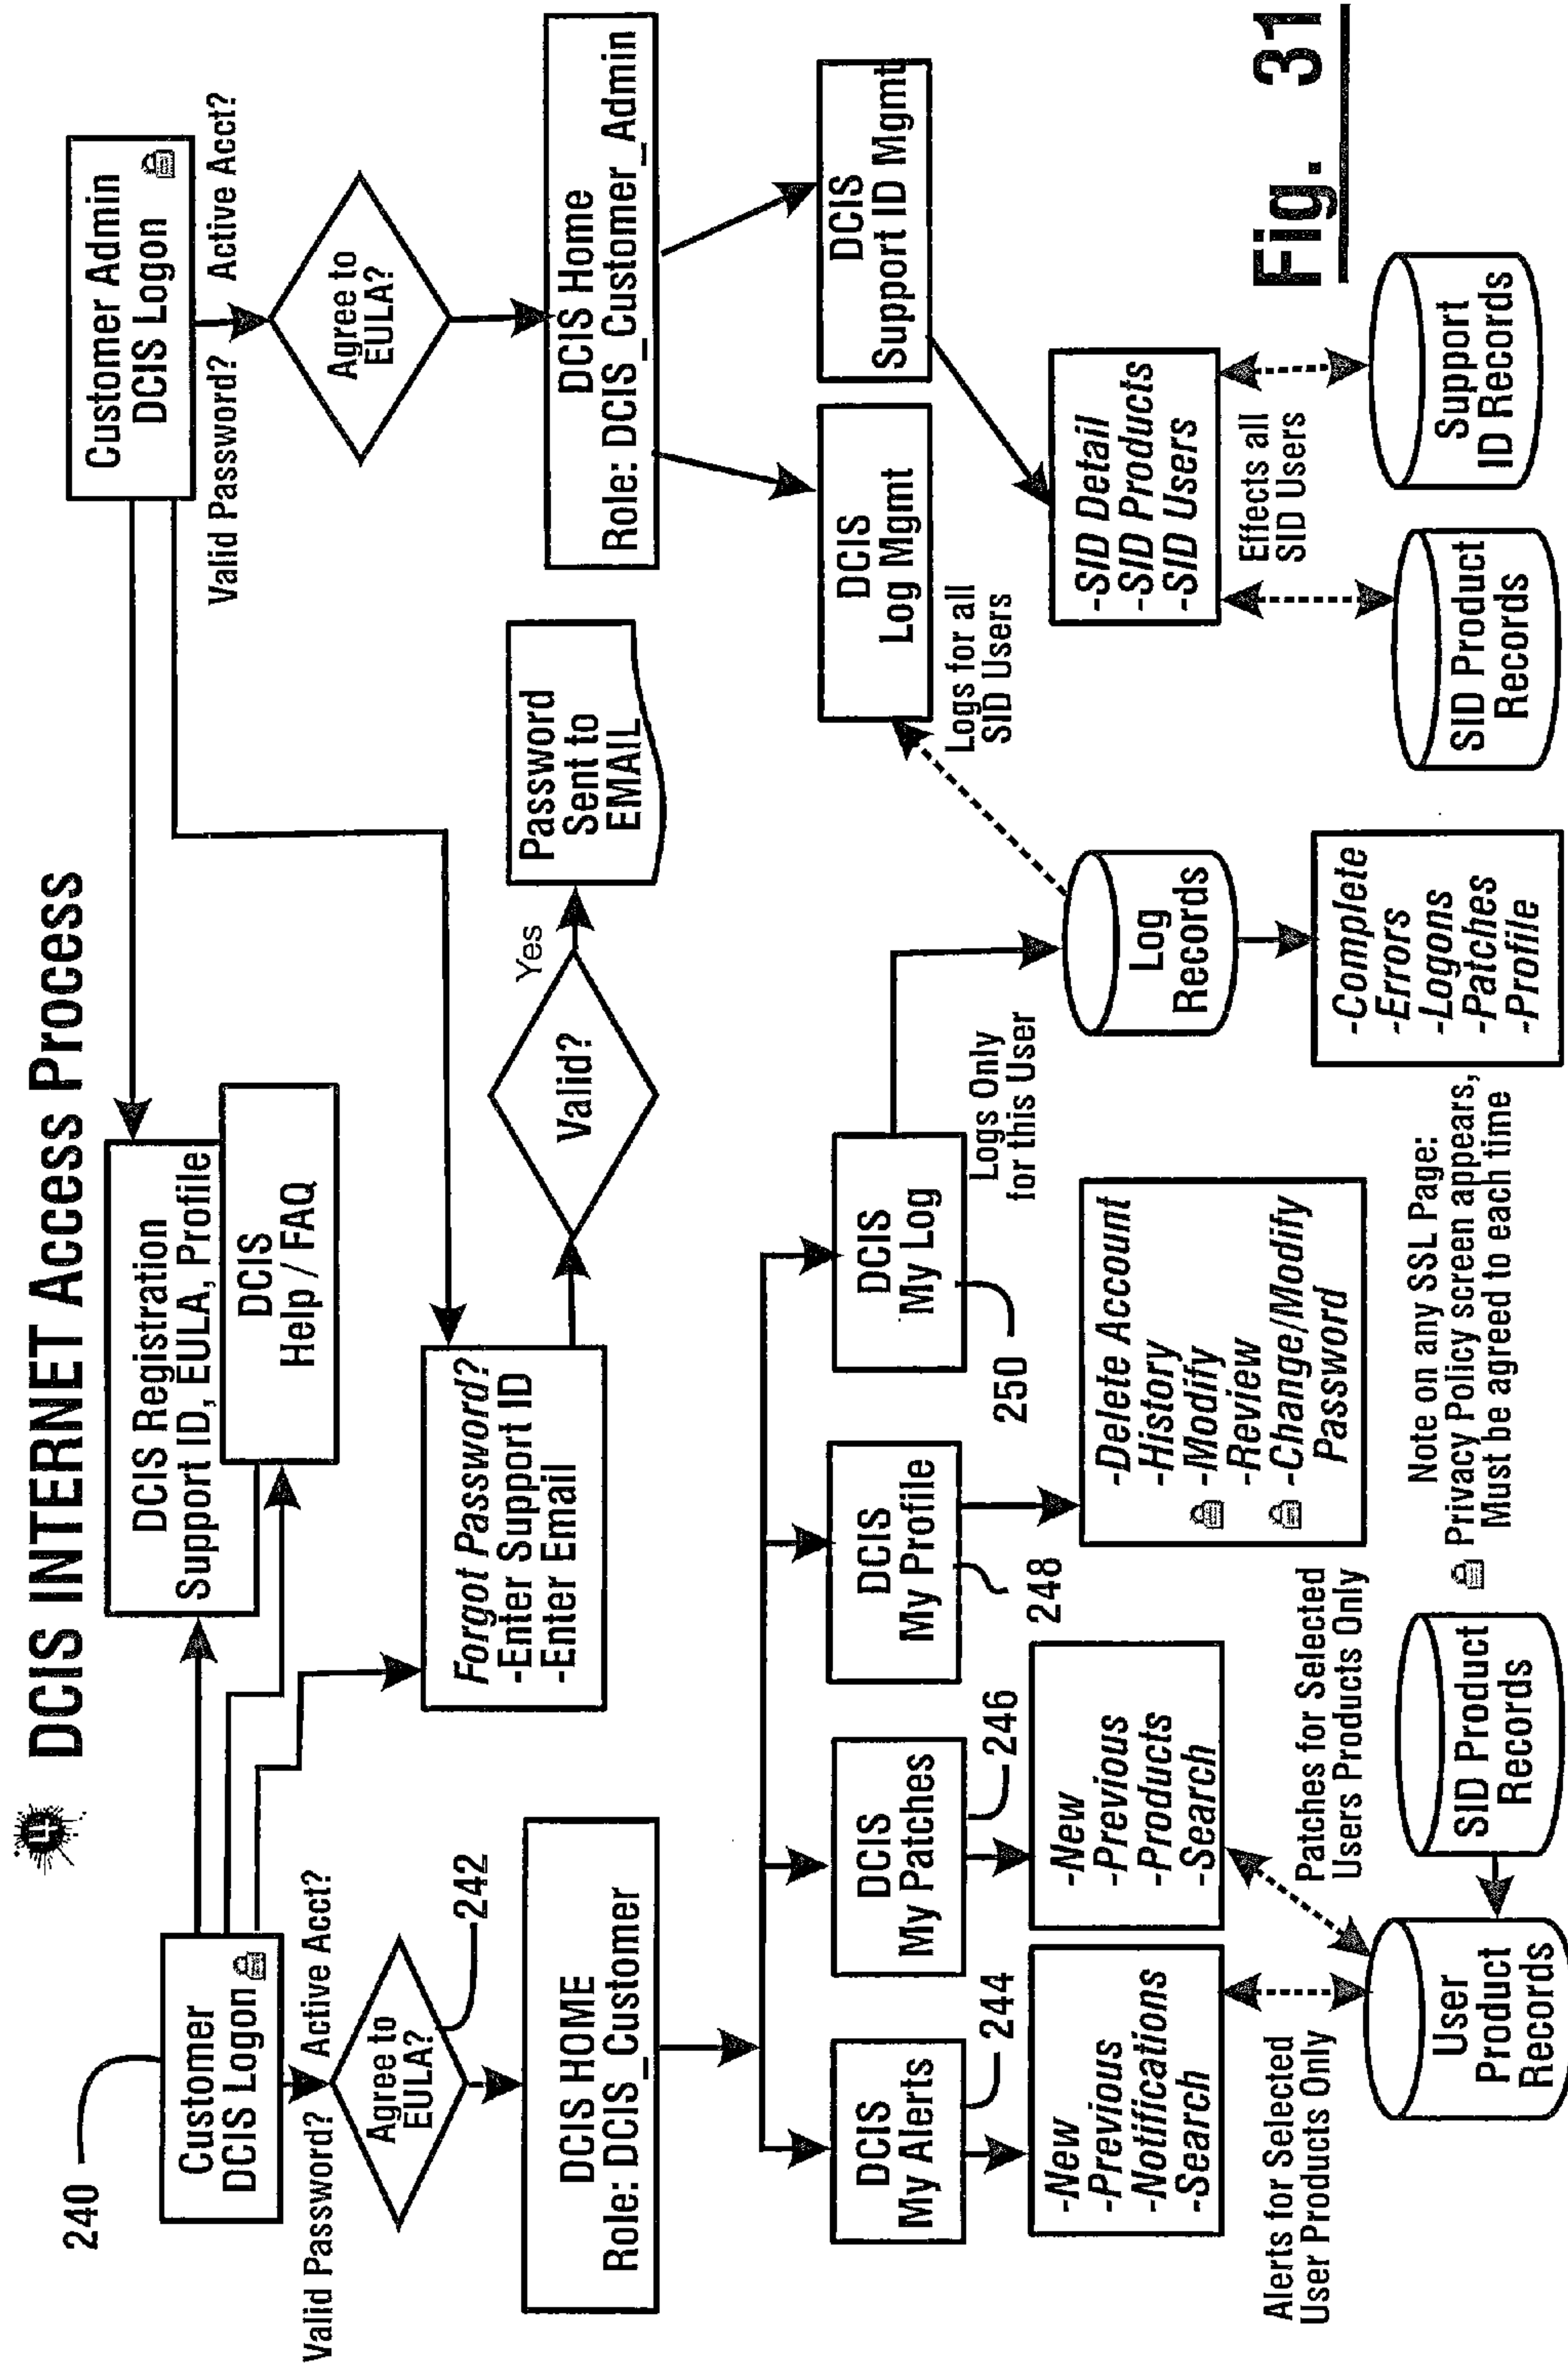 DCIS INTERNET Access Process
240
Customer
DCIS Logon
Valid Password?
Active Acct?
Agree to
EULA?
242
DCIS HOME
Role: DCIS_Customer
DCIS Registration
Support ID, EULA, Profile
DCIS
Help / FAQ
Forgot Password?
-Enter Support ID
-Enter Email
Valid?
Yes
Password
Sent to
EMAIL
Customer Admin
DCIS Logon
Valid Password?
Active Acct?
Agree to
EULA?
DCIS Home
Role: DCIS_Customer_Admin
DCIS
My Alerts
244
DCIS
My Patches
246
DCIS
My Profile
248
DCIS
My Log
250
DCIS
Log Mgmt
DCIS
Support ID Mgmt
-New
-Previous
-Notifications
-Search
-New
-Previous
-Products
-Search
-Delete Account
-History
-Modify
-Review
-Change/Modify
Password
Logs Only
for this User
Log
Records
Logs for all
SID Users
-SID Detail
-SID Products
-SID Users
Effects all
SID Users
Alerts for Selected
User Products Only
Patches for Selected
Users Products Only
User
Product
Records
SID Product
Records
Note on any SSL Page:
Privacy Policy screen appears,
Must be agreed to each time
-Complete
-Errors
-Logons
-Patches
-Profile
SID Product
Records
Support
ID Records
Fig. 31